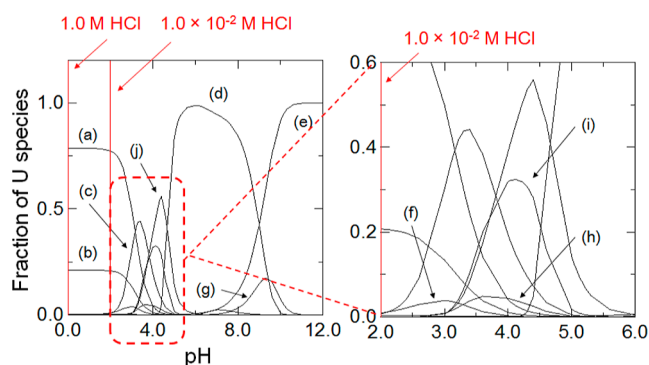 1.0 M HCl
1.0 × 10-2 M HCl
1.0 × 10-2 M HCl
Fraction of U species
1.0
0.5
0.0
0.0 4.0 8.0 12.0
pH
(a)
(b)
(c)
(j)
(d)
(e)
(g)
0.6
0.4
0.2
0.0
2.0 3.0 4.0 5.0 6.0
(f)
(i)
(h)